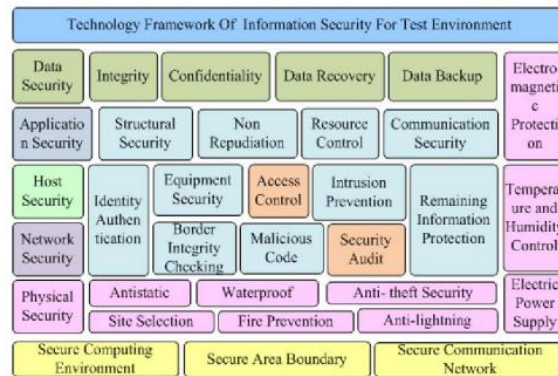 Technology Framework Of Information Security For Test Environment
Data
Security
Integrity
Confidentiality
Data Recovery
Data Backup
Electro
magneti
c
Protecti
on
Applicatio
n Security
Structural
Security
Non
Repudiation
Resource
Control
Communication
Security
Host
Security
Identity
Authen
tication
Equipment
Security
Access
Control
Intrusion
Prevention
Remaining
Information
Protection
Temperat
ure and
Humidity
Control
Network
Security
Border
Integrity
Checking
Malicious
Code
Security
Audit
Physical
Security
Antistatic
Waterproof
Anti- theft Security
Electric
Power
Supply
Site Selection
Fire Prevention
Anti-lightning
Secure Computing
Environment
Secure Area Boundary
Secure Communication
Network